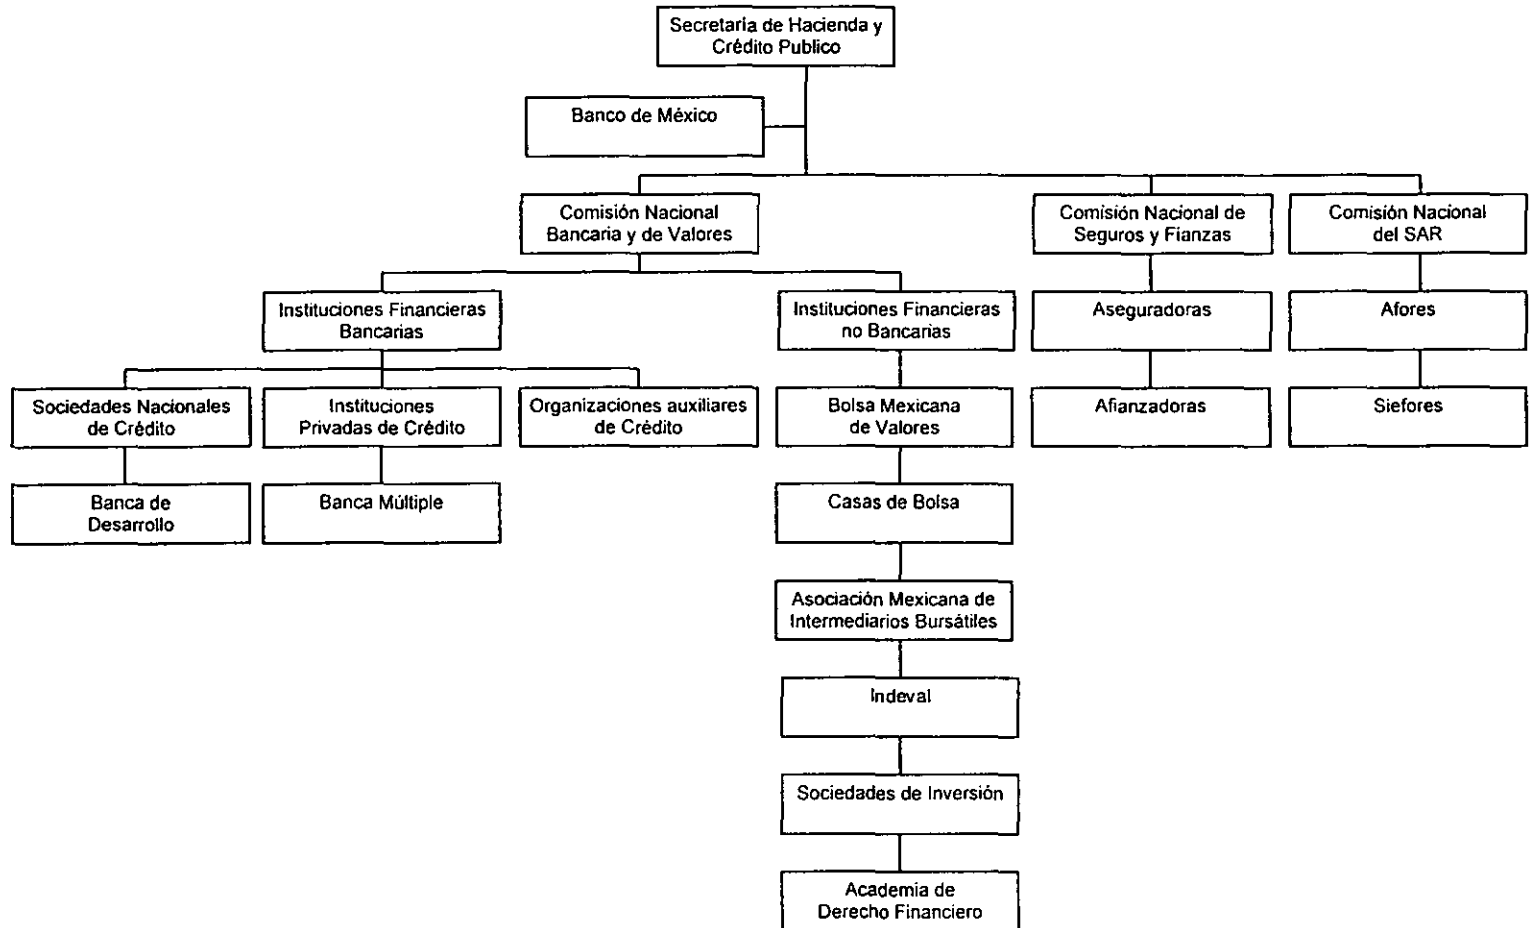 Secretaría de Hacienda y
Crédito Publico
Banco de México
Comisión Nacional
Bancaria y de Valores
Comisión Nacional de
Seguros y Fianzas
Comisión Nacional
del SAR
Instituciones Financieras
Bancarias
Instituciones Financieras
no Bancarias
Aseguradoras
Afores
Sociedades Nacionales
de Crédito
Instituciones
Privadas de Crédito
Organizaciones auxiliares
de Crédito
Bolsa Mexicana
de Valores
Afianzadoras
Siefores
Banca de
Desarrollo
Banca Múltiple
Casas de Bolsa
Asociación Mexicana de
Intermediarios Bursátiles
Indeval
Sociedades de Inversión
Academia de
Derecho Financiero